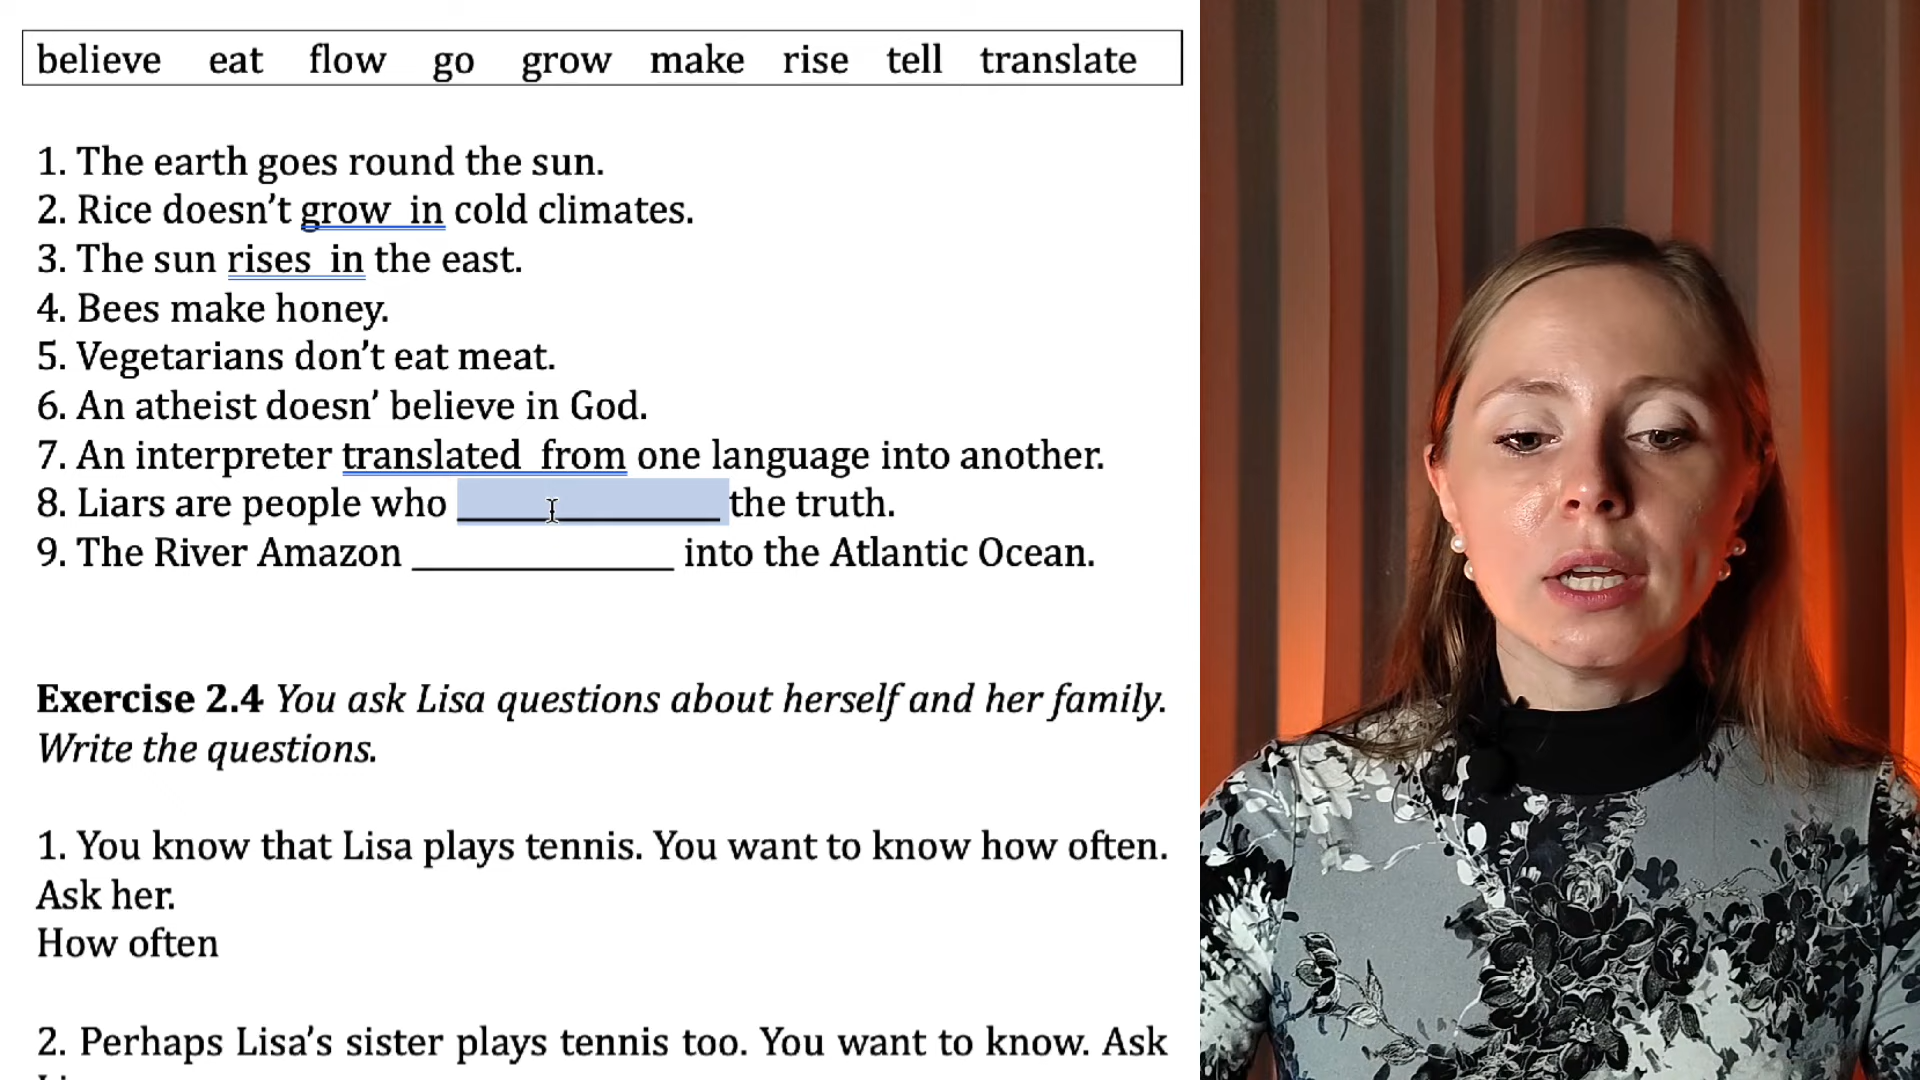 believe eat flow go grow make rise tell translate
1. The earth goes round the sun.
2. Rice doesn’t grow in cold climates.
3. The sun rises in the east.
4. Bees make honey.
5. Vegetarians don’t eat meat.
6. An atheist doesn’ believe in God.
7. An interpreter translated from one language into another.
8. Liars are people who _____________ the truth.
9. The River Amazon _____________ into the Atlantic Ocean.
Exercise 2.4 You ask Lisa questions about herself and her family.
Write the questions.
1. You know that Lisa plays tennis. You want to know how often.
Ask her.
How often
2. Perhaps Lisa’s sister plays tennis too. You want to know. Ask